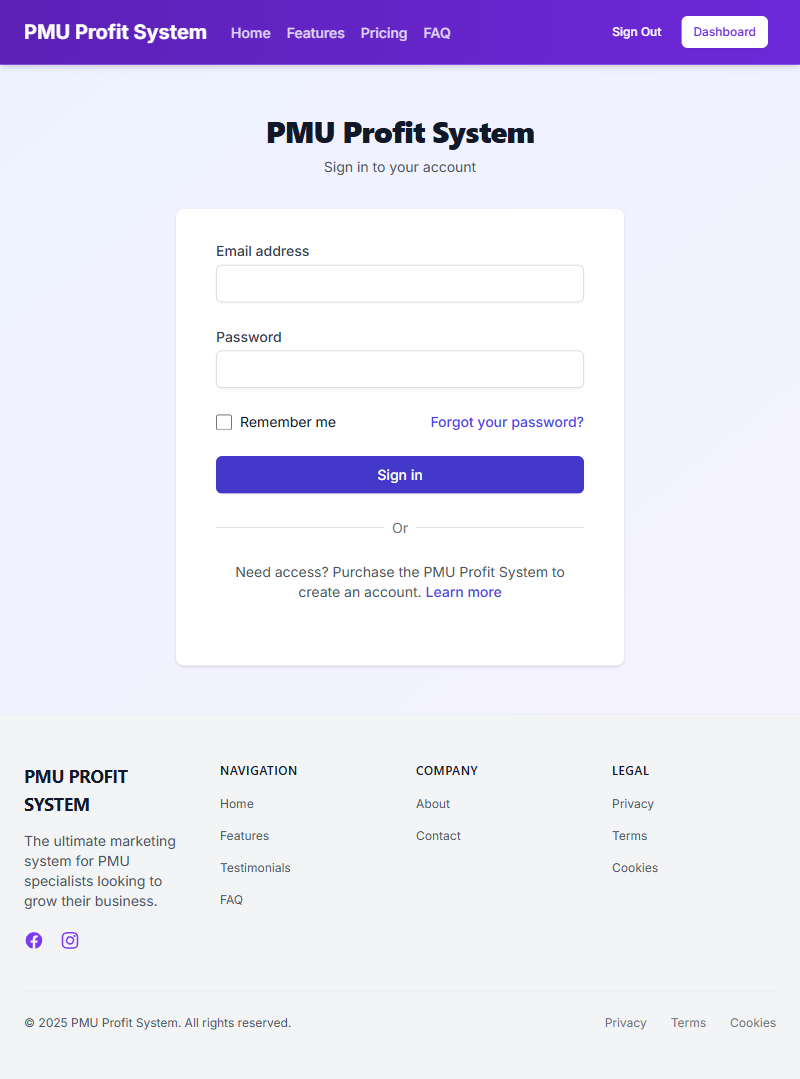 PMU Profit System
Home
Features
Pricing
FAQ
Sign Out
Dashboard
PMU Profit System
Sign in to your account
Email address
Password
Remember me
Forgot your password?
Sign in
Or
Need access? Purchase the PMU Profit System to
create an account. Learn more
PMU PROFIT
SYSTEM
The ultimate marketing
system for PMU
specialists looking to
grow their business.
NAVIGATION
Home
Features
Testimonials
FAQ
COMPANY
About
Contact
LEGAL
Privacy
Terms
Cookies
© 2025 PMU Profit System. All rights reserved.
Privacy
Terms
Cookies